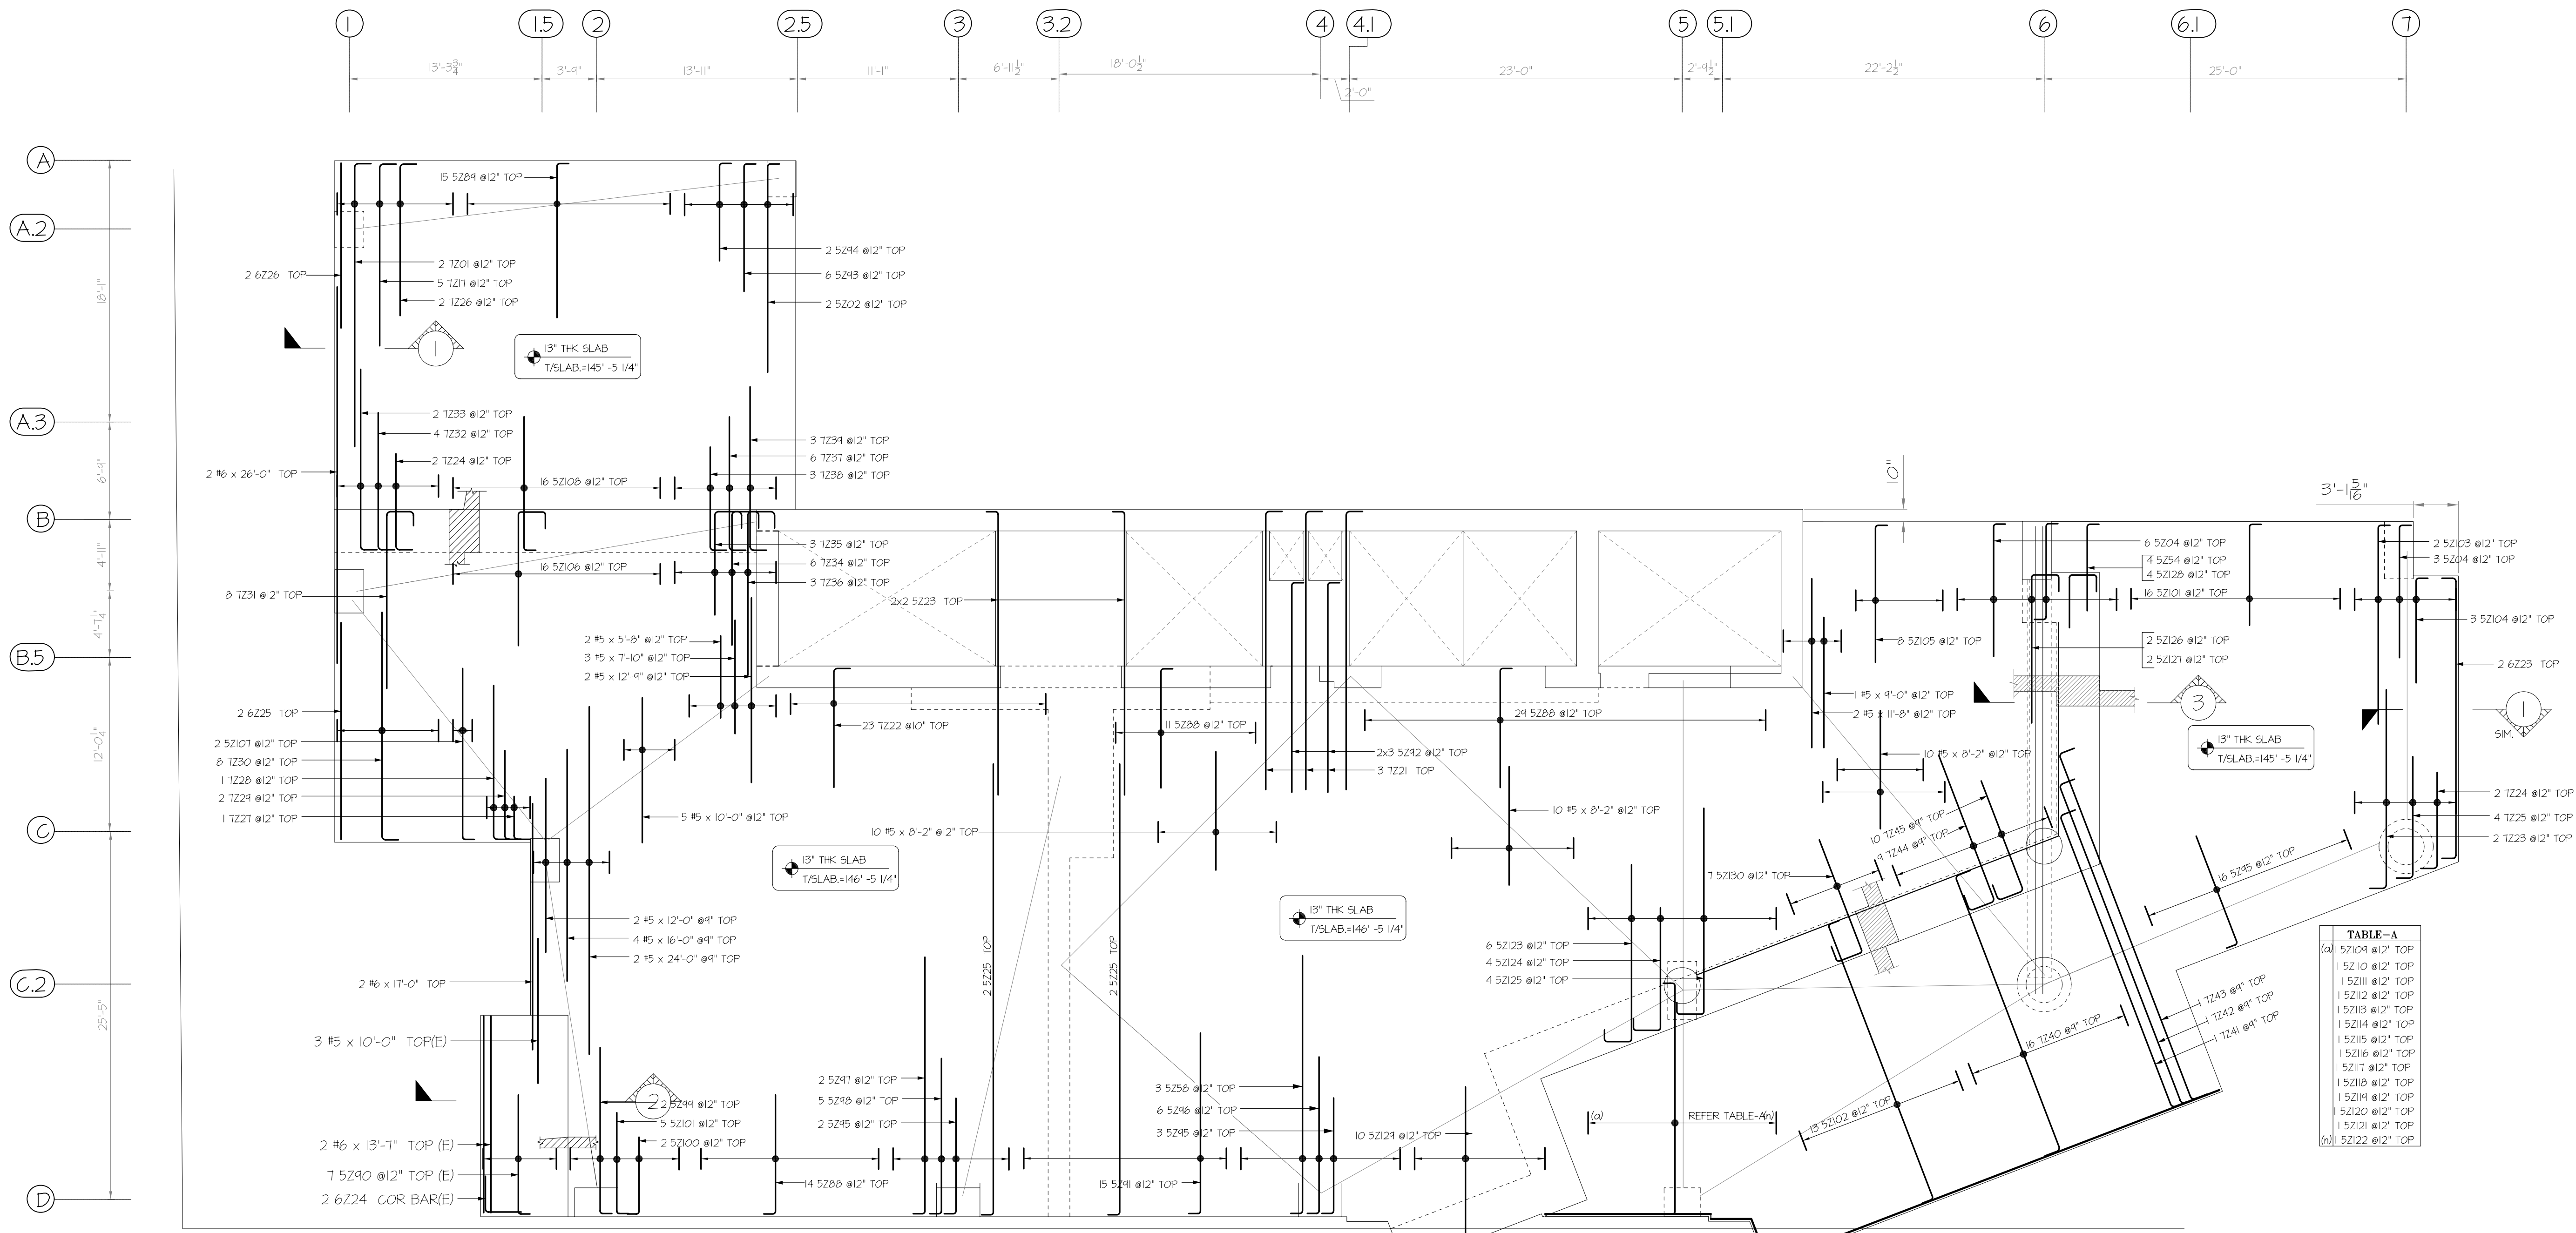 1 1.5 2 2.5 3 3.2 4 4.1 5 5.1 6 6.1 7
13'-3 3/4" 3'-9" 13'-11" 11'-1" 6'-11 1/2" 18'-0 1/2" 2'-0" 23'-0" 2'-9 1/2" 22'-2 1/2" 25'-0"
A
A.2
A.3
B
B.5
C
C.2
D
18'-1"
6'-9"
4'-11"
4'-7 1/4"
12'-0 1/4"
25'-5"
15 5Z89 @12" TOP
2 6Z26 TOP
2 7Z01 @12" TOP
5 7Z17 @12" TOP
2 7Z26 @12" TOP
2 5Z94 @12" TOP
6 5Z93 @12" TOP
2 5Z02 @12" TOP
1
13" THK SLAB
T/SLAB.=145' -5 1/4"
2 7Z33 @12" TOP
4 7Z32 @12" TOP
2 7Z24 @12" TOP
2 #6 x 26'-0" TOP
16 5Z108 @12" TOP
3 7Z39 @12" TOP
6 7Z37 @12" TOP
3 7Z38 @12" TOP
3 7Z35 @12" TOP
6 7Z34 @12" TOP
3 7Z36 @12" TOP
16 5Z106 @12" TOP
8 7Z31 @12" TOP
2x2 5Z23 TOP
2 #5 x 5'-8" @12" TOP
3 #5 x 7'-10" @12" TOP
2 #5 x 12'-9" @12" TOP
2 6Z25 TOP
2 5Z107 @12" TOP
8 7Z30 @12" TOP
1 7Z28 @12" TOP
2 7Z29 @12" TOP
1 7Z27 @12" TOP
23 7Z22 @10" TOP
11 5Z88 @12" TOP
29 5Z88 @12" TOP
2x3 5Z92 @12" TOP
3 7Z21 TOP
5 #5 x 10'-0" @12" TOP
10 #5 x 8'-2" @12" TOP
10 #5 x 8'-2" @12" TOP
13" THK SLAB
T/SLAB.=146' -5 1/4"
13" THK SLAB
T/SLAB.=146' -5 1/4"
2 #5 x 12'-0" @9" TOP
4 #5 x 16'-0" @9" TOP
2 #5 x 24'-0" @9" TOP
2 #6 x 17'-0" TOP
3 #5 x 10'-0" TOP(E)
2 5Z25 TOP
2 5Z25 TOP
2
2 5Z99 @12" TOP
5 5Z101 @12" TOP
2 5Z100 @12" TOP
2 #6 x 13'-7" TOP (E)
7 5Z90 @12" TOP (E)
2 6Z24 COR BAR(E)
14 5Z88 @12" TOP
2 5Z97 @12" TOP
5 5Z98 @12" TOP
2 5Z95 @12" TOP
15 5Z91 @12" TOP
3 5Z58 @12" TOP
6 5Z96 @12" TOP
3 5Z95 @12" TOP
10 5Z129 @12" TOP
(a) REFER TABLE-A(n)
6 5Z123 @12" TOP
4 5Z124 @12" TOP
4 5Z125 @12" TOP
7 5Z130 @12" TOP
10 7Z45 @9" TOP
9 7Z44 @9" TOP
10"
3'-1 5/16"
6 5Z04 @12" TOP
4 5Z54 @12" TOP
4 5Z128 @12" TOP
16 5Z101 @12" TOP
8 5Z105 @12" TOP
2 5Z126 @12" TOP
2 5Z127 @12" TOP
1 #5 x 9'-0" @12" TOP
2 #5 x 11'-8" @12" TOP
10 #5 x 8'-2" @12" TOP
3
13" THK SLAB
T/SLAB.=145' -5 1/4"
2 5Z103 @12" TOP
3 5Z04 @12" TOP
3 5Z104 @12" TOP
2 6Z23 TOP
1
SIM.
2 7Z24 @12" TOP
4 7Z25 @12" TOP
2 7Z23 @12" TOP
16 5Z95 @12" TOP
1 7Z43 @9" TOP
1 7Z42 @9" TOP
1 7Z41 @9" TOP
16 7Z40 @9" TOP
13 5Z102 @12" TOP
TABLE-A
(a) 1 5Z109 @12" TOP
1 5Z110 @12" TOP
1 5Z111 @12" TOP
1 5Z112 @12" TOP
1 5Z113 @12" TOP
1 5Z114 @12" TOP
1 5Z115 @12" TOP
1 5Z116 @12" TOP
1 5Z117 @12" TOP
1 5Z118 @12" TOP
1 5Z119 @12" TOP
1 5Z120 @12" TOP
1 5Z121 @12" TOP
(n) 1 5Z122 @12" TOP